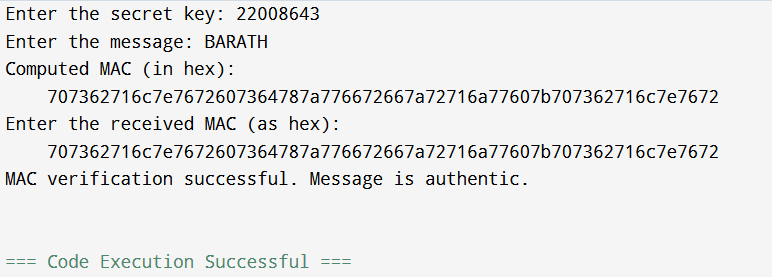 Enter the secret key: 22008643
Enter the message: BARATH
Computed MAC (in hex):
707362716c7e7672607364787a776672667a72716a77607b707362716c7e7672
Enter the received MAC (as hex):
707362716c7e7672607364787a776672667a72716a77607b707362716c7e7672
MAC verification successful. Message is authentic.
=== Code Execution Successful ===